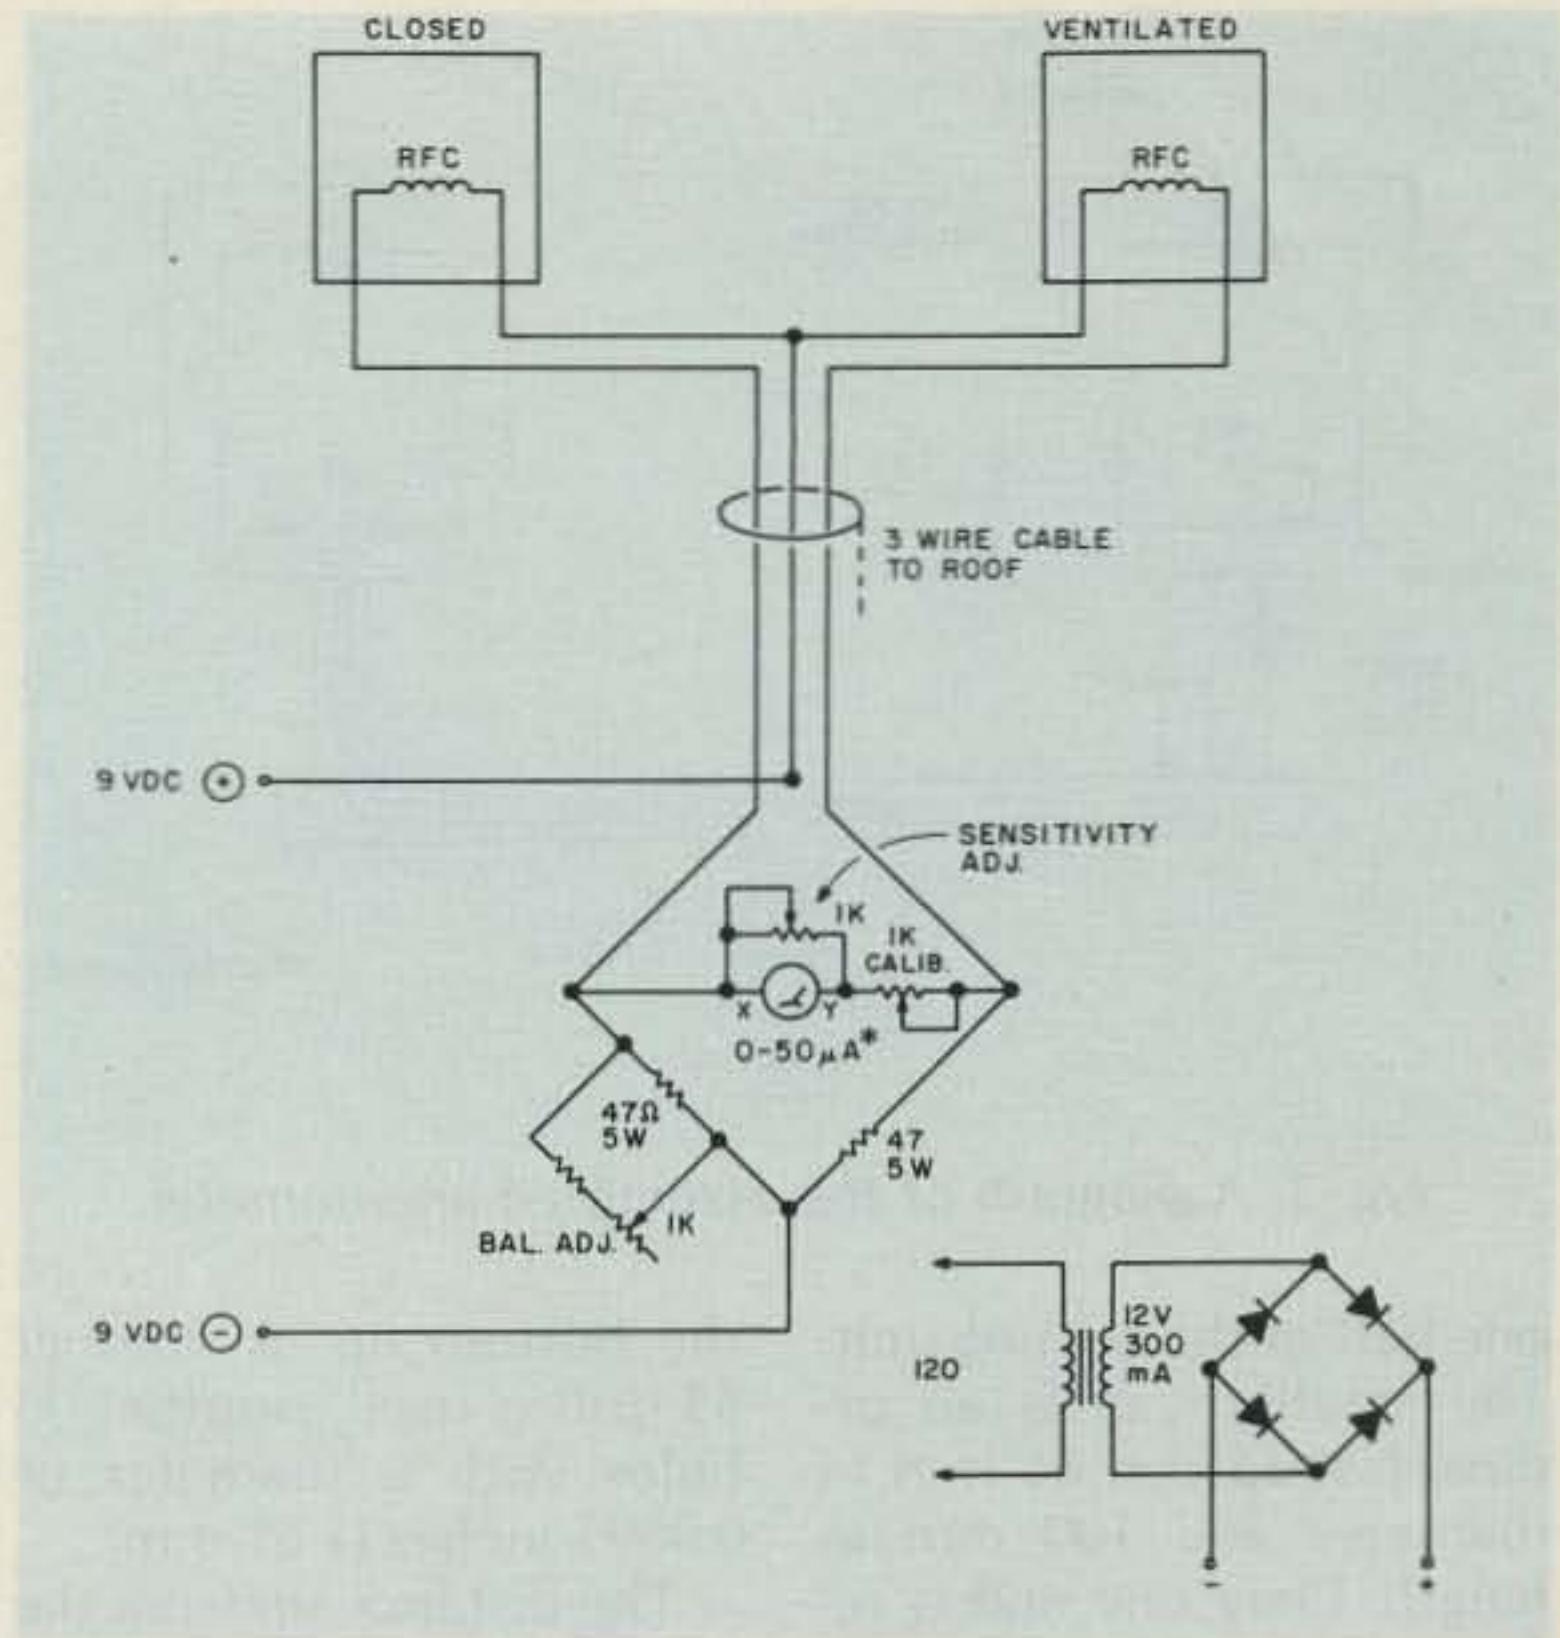 CLOSED
VENTILATED
RFC
RFC
3 WIRE CABLE
TO ROOF
9 VDC +
SENSITIVITY
ADJ.
1K
1K
CALIB.
X
Y
0-50µA*
47Ω
5W
47
5W
1K
BAL. ADJ.
9 VDC -
12V
300
mA
120
-
+